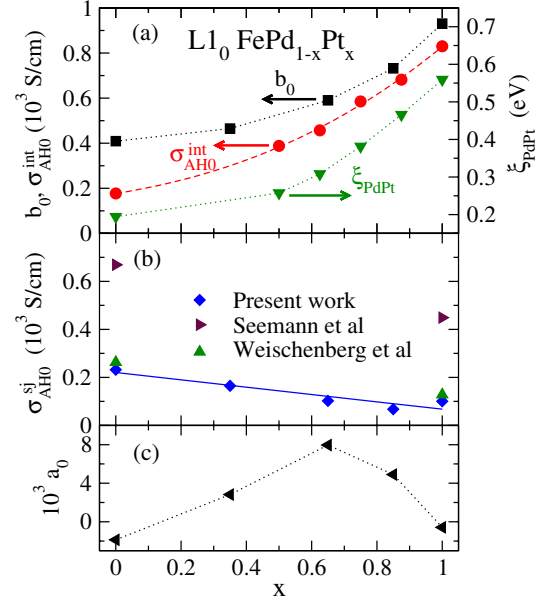 (a) L1₀ FePd₁₋ₓPtₓ
b₀
σ^int_AH0
ξ_PdPt
b₀, σ^int_AH0 (10³ S/cm)
1
0.8
0.6
0.4
0.2
0
ξ_PdPt (eV)
0.7
0.6
0.5
0.4
0.3
0.2
(b)
Present work
Seemann et al
Weischenberg et al
σ^sj_AH0 (10³ S/cm)
0.6
0.4
0.2
0
(c)
10³ a₀
8
4
0
0 0.2 0.4 0.6 0.8 1
x